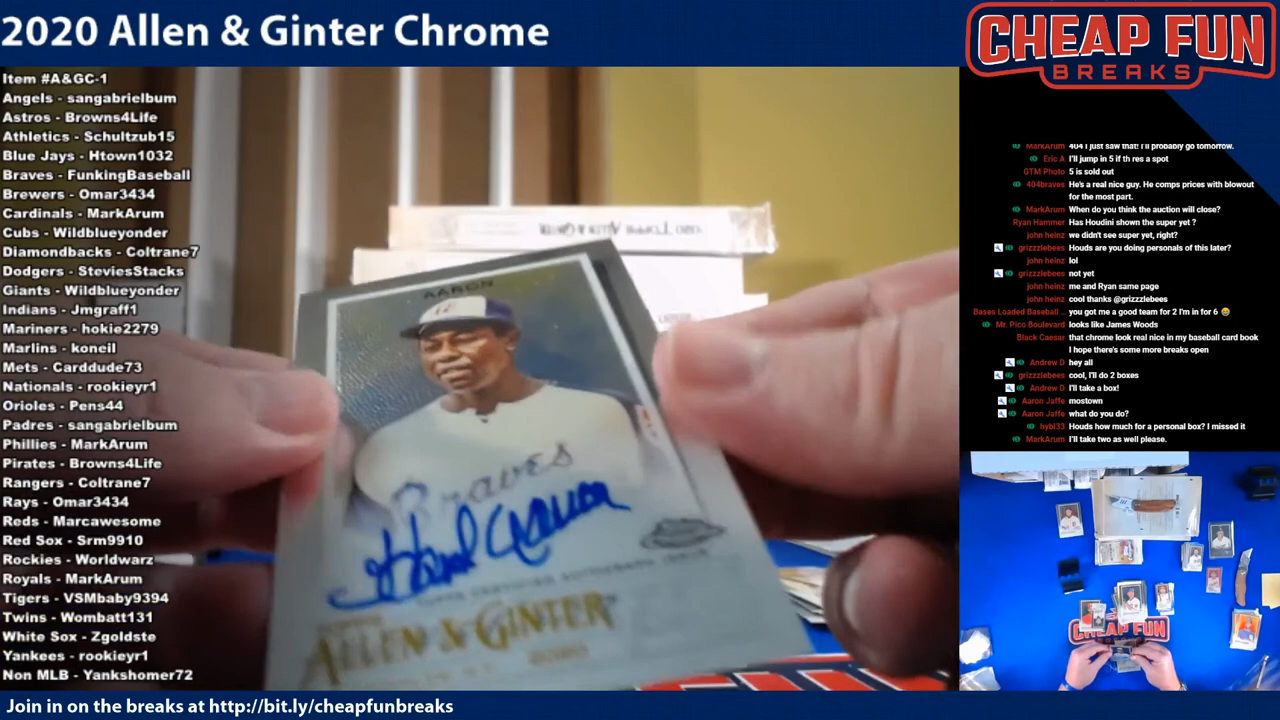 2020 Allen & Ginter Chrome
CHEAP FUN
BREAKS
Item #A&GC-1
Angels - sangabrielbum
Astros - Browns4Life
Athletics - Schultzub15
Blue Jays - Htown1032
Braves - FunkingBaseball
Brewers - Omar3434
Cardinals - MarkArum
Cubs - Wildblueyonder
Diamondbacks - Coltrane7
Dodgers - SteviesStacks
Giants - Wildblueyonder
Indians - Jmgraff1
Mariners - hokie2279
Marlins - koneil
Mets - Carddude73
Nationals - rookieyr1
Orioles - Pens44
Padres - sangabrielbum
Phillies - MarkArum
Pirates - Browns4Life
Rangers - Coltrane7
Rays - Omar3434
Reds - Marcawesome
Red Sox - Srm9910
Rockies - Worldwarz
Royals - MarkArum
Tigers - VSMbaby9394
Twins - Wombatt131
White Sox - Zgoldste
Yankees - rookieyr1
Non MLB - Yankshomer72
AARON
Braves
Hank Aaron
ALLEN & GINTER
MarkArum 404 I just saw that! I'll probably go tomorrow.
Eric A I'll jump in 5 if th res a spot
GTM Photo 5 is sold out
404braves He's a real nice guy. He comps prices with blowout
for the most part.
MarkArum When do you think the auction will close?
Ryan Hammer Has Houdini shown the super yet ?
john heinz we didn't see super yet, right?
grizzzlebees Houds are you doing personals of this later?
john heinz lol
grizzzlebees not yet
john heinz me and Ryan same page
john heinz cool thanks @grizzzlebees
Bases Loaded Baseball ... you got me a good team for 2 I'm in for 6 😄
Mr. Pico Boulevard looks like James Woods
Black Caesar that chrome look real nice in my baseball card book
I hope there's some more breaks open
Andrew D hey all
grizzzlebees cool, I'll do 2 boxes
Andrew D I'll take a box!
Aaron Jaffe mostown
Aaron Jaffe what do you do?
hybl33 Houds how much for a personal box? I missed it
MarkArum I'll take two as well please.
CHEAP FUN
Join in on the breaks at http://bit.ly/cheapfunbreaks